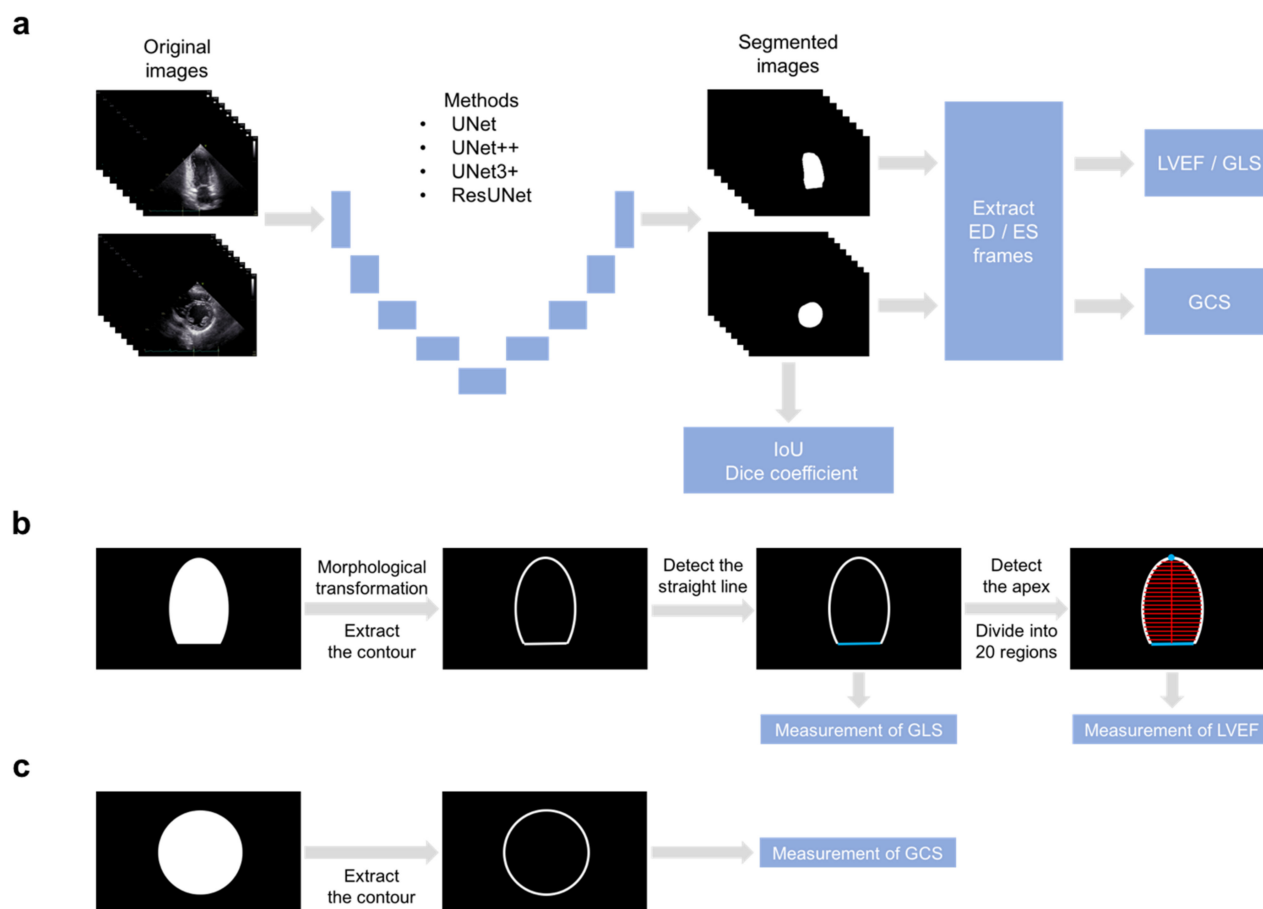 a
Original
images
Methods
• UNet
• UNet++
• UNet3+
• ResUNet
Segmented
images
Extract
ED / ES
frames
LVEF / GLS
GCS
IoU
Dice coefficient
b
Morphological
transformation
Extract
the contour
Detect the
straight line
Detect
the apex
Divide into
20 regions
Measurement of GLS
Measurement of LVEF
c
Extract
the contour
Measurement of GCS